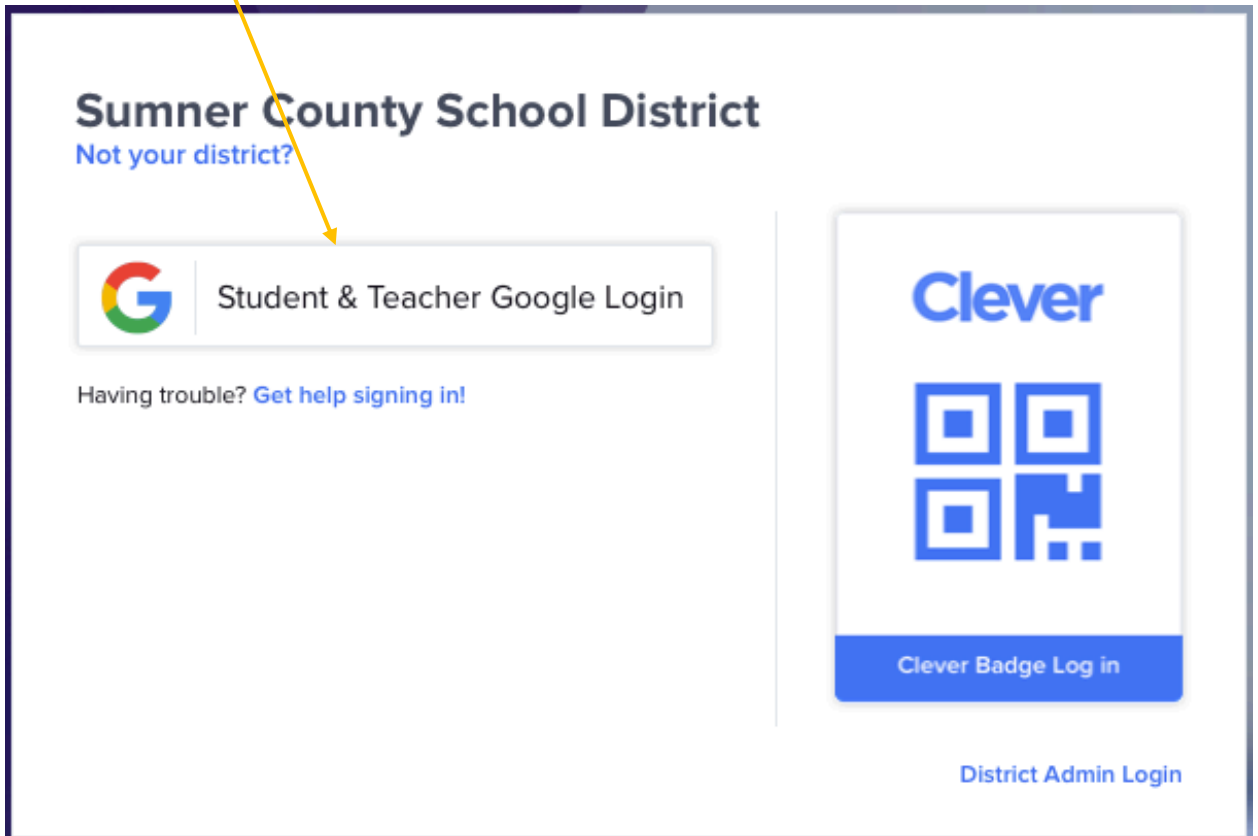 Sumner County School District
Not your district?
Student & Teacher Google Login
Having trouble? Get help signing in!
Clever
Clever Badge Log in
District Admin Login